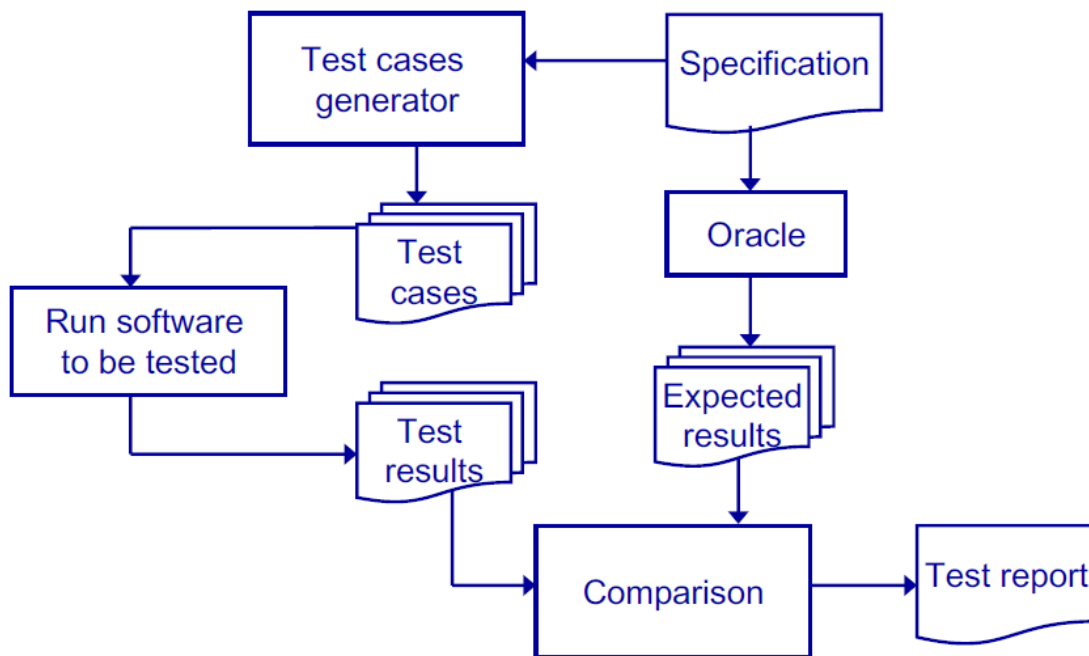 Test cases
generator
Specification
Oracle
Test
cases
Run software
to be tested
Expected
results
Test
results
Comparison
Test report